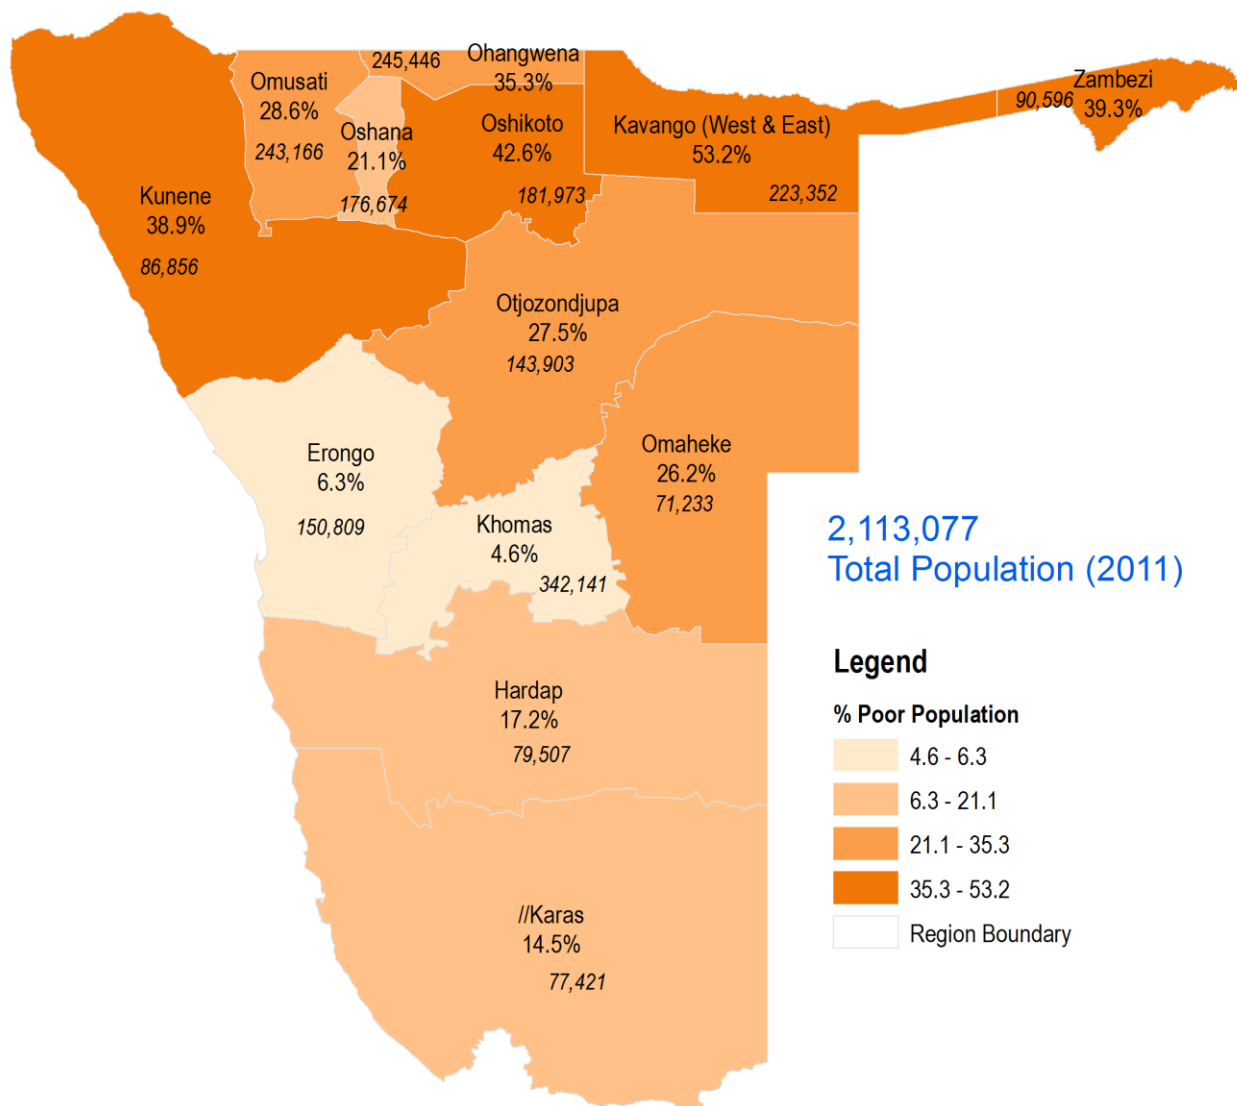 Ohangwena
245,446
35.3%
Omusati
28.6%
243,166
Oshana
21.1%
176,674
Oshikoto
42.6%
181,973
Kavango (West & East)
53.2%
223,352
Zambezi
90,596
39.3%
Kunene
38.9%
86,856
Otjozondjupa
27.5%
143,903
Erongo
6.3%
150,809
Khomas
4.6%
342,141
Omaheke
26.2%
71,233
2,113,077
Total Population (2011)
Hardap
17.2%
79,507
//Karas
14.5%
77,421
Legend
% Poor Population
4.6 - 6.3
6.3 - 21.1
21.1 - 35.3
35.3 - 53.2
Region Boundary